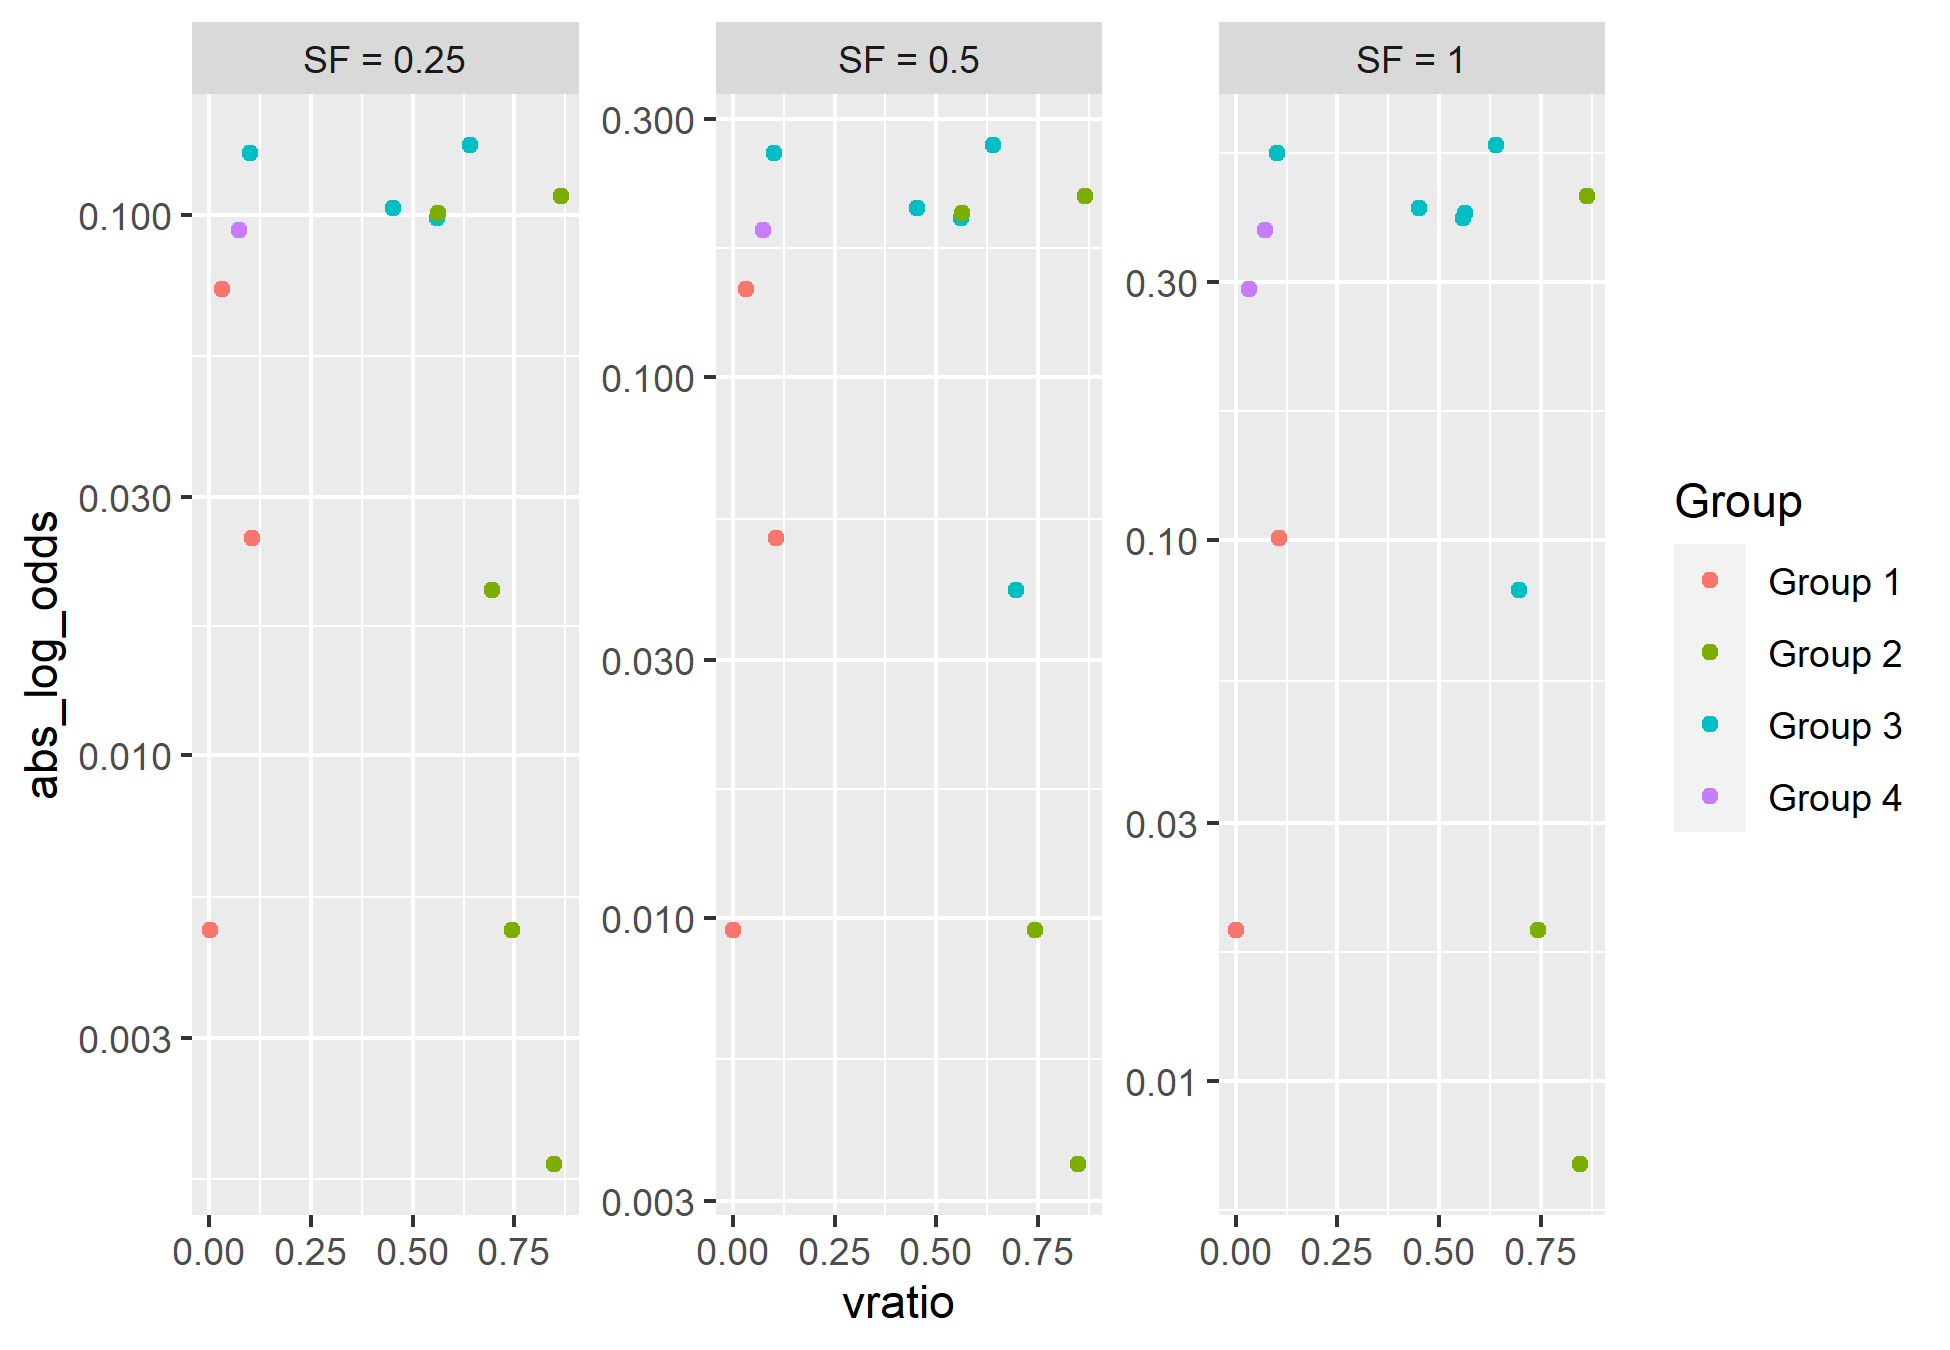 SF = 0.25
SF = 0.5
SF = 1
0.100
0.030
0.010
0.003
0.300
0.100
0.030
0.010
0.003
0.30
0.10
0.03
0.01
0.00 0.25 0.50 0.75
0.00 0.25 0.50 0.75
0.00 0.25 0.50 0.75
vratio
abs_log_odds
Group
Group 1
Group 2
Group 3
Group 4